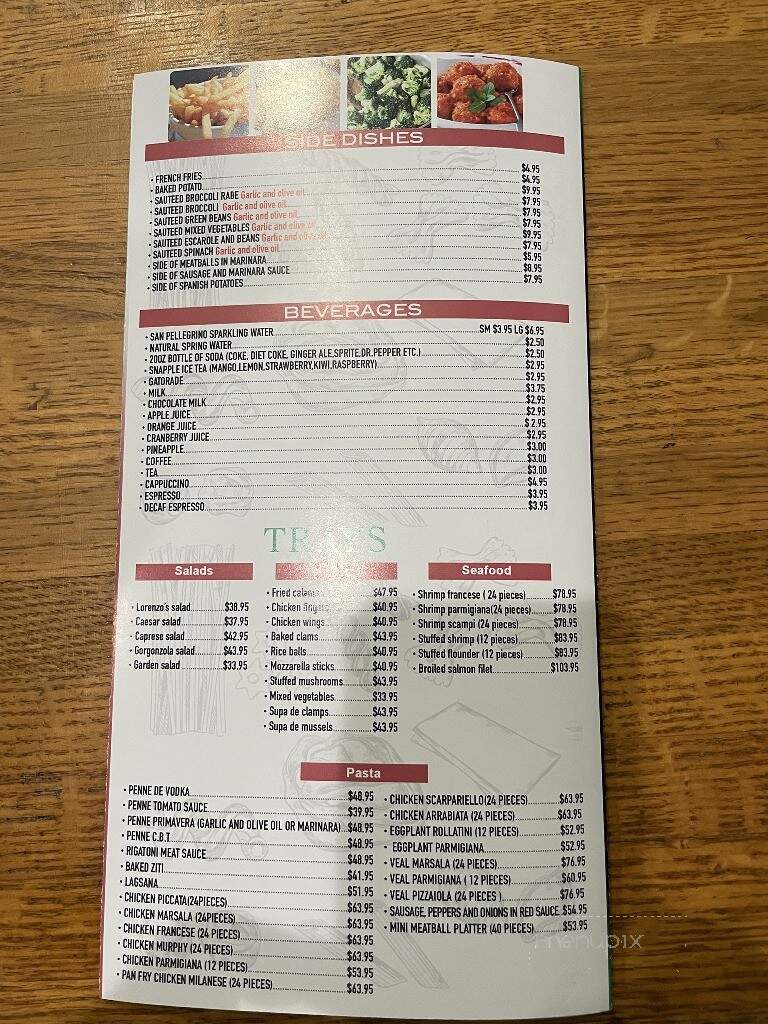 SIDE DISHES
· FRENCH FRIES $4.95
· BAKED POTATO $4.95
· SAUTEED BROCCOLI RABE Garlic and olive oil $9.95
· SAUTEED BROCCOLI Garlic and olive oil $7.95
· SAUTEED GREEN BEANS Garlic and olive oil $7.95
· SAUTEED MIXED VEGETABLES Garlic and olive oil $7.95
· SAUTEED ESCAROLE AND BEANS Garlic and olive oil $9.95
· SAUTEED SPINACH Garlic and olive oil $7.95
· SIDE OF MEATBALLS IN MARINARA $5.95
· SIDE OF SAUSAGE AND MARINARA SAUCE $8.95
· SIDE OF SPANISH POTATOES $7.95
BEVERAGES
· SAN PELLEGRINO SPARKLING WATER SM $3.95 LG $6.95
· NATURAL SPRING WATER $2.50
· 20OZ BOTTLE OF SODA (COKE, DIET COKE, GINGER ALE,SPRITE,DR.PEPPER ETC.) $2.50
· SNAPPLE ICE TEA (MANGO,LEMON,STRAWBERRY,KIWI,RASPBERRY) $2.95
· GATORADE $2.95
· MILK $3.75
· CHOCOLATE MILK $2.95
· APPLE JUICE $2.95
· ORANGE JUICE $ 2.95
· CRANBERRY JUICE $2.95
· PINEAPPLE $3.00
· COFFEE $3.00
· TEA $3.00
· CAPPUCCINO $4.95
· ESPRESSO $3.95
· DECAF ESPRESSO $3.95
TRAYS
Salads
· Lorenzo's salad $38.95
· Caesar salad $37.95
· Caprese salad $42.95
· Gorgonzola salad $43.95
· Garden salad $33.95
· Fried calamari $47.95
· Chicken fingers $40.95
· Chicken wings $40.95
· Baked clams $43.95
· Rice balls $40.95
· Mozzarella sticks $40.95
· Stuffed mushrooms $43.95
· Mixed vegetables $33.95
· Supa de clamps $43.95
· Supa de mussels $43.95
Seafood
· Shrimp francese ( 24 pieces) $78.95
· Shrimp parmigiana(24 pieces) $78.95
· Shrimp scampi (24 pieces) $78.95
· Stuffed shrimp (12 pieces) $83.95
· Stuffed flounder (12 pieces) $83.95
· Broiled salmon filet $103.95
Pasta
· PENNE DE VODKA $48.95
· PENNE TOMATO SAUCE $39.95
· PENNE PRIMAVERA (GARLIC AND OLIVE OIL OR MARINARA) $48.95
· PENNE C.B.T $48.95
· RIGATONI MEAT SAUCE $48.95
· BAKED ZITI $41.95
· LAGSANA $51.95
· CHICKEN PICCATA(24PIECES) $63.95
· CHICKEN MARSALA (24PIECES) $63.95
· CHICKEN FRANCESE (24 PIECES) $63.95
· CHICKEN MURPHY (24 PIECES) $63.95
· CHICKEN PARMIGIANA (12 PIECES) $53.95
· PAN FRY CHICKEN MILANESE (24 PIECES) $63.95
· CHICKEN SCARPARIELLO(24 PIECES) $63.95
· CHICKEN ARRABIATA (24 PIECES) $63.95
· EGGPLANT ROLLATINI (12 PIECES) $52.95
· EGGPLANT PARMIGIANA $52.95
· VEAL MARSALA (24 PIECES) $76.95
· VEAL PARMIGIANA ( 12 PIECES) $60.95
· VEAL PIZZAIOLA (24 PIECES ) $76.95
· SAUSAGE, PEPPERS AND ONIONS IN RED SAUCE $54.95
· MINI MEATBALL PLATTER (40 PIECES) $53.95
menupix